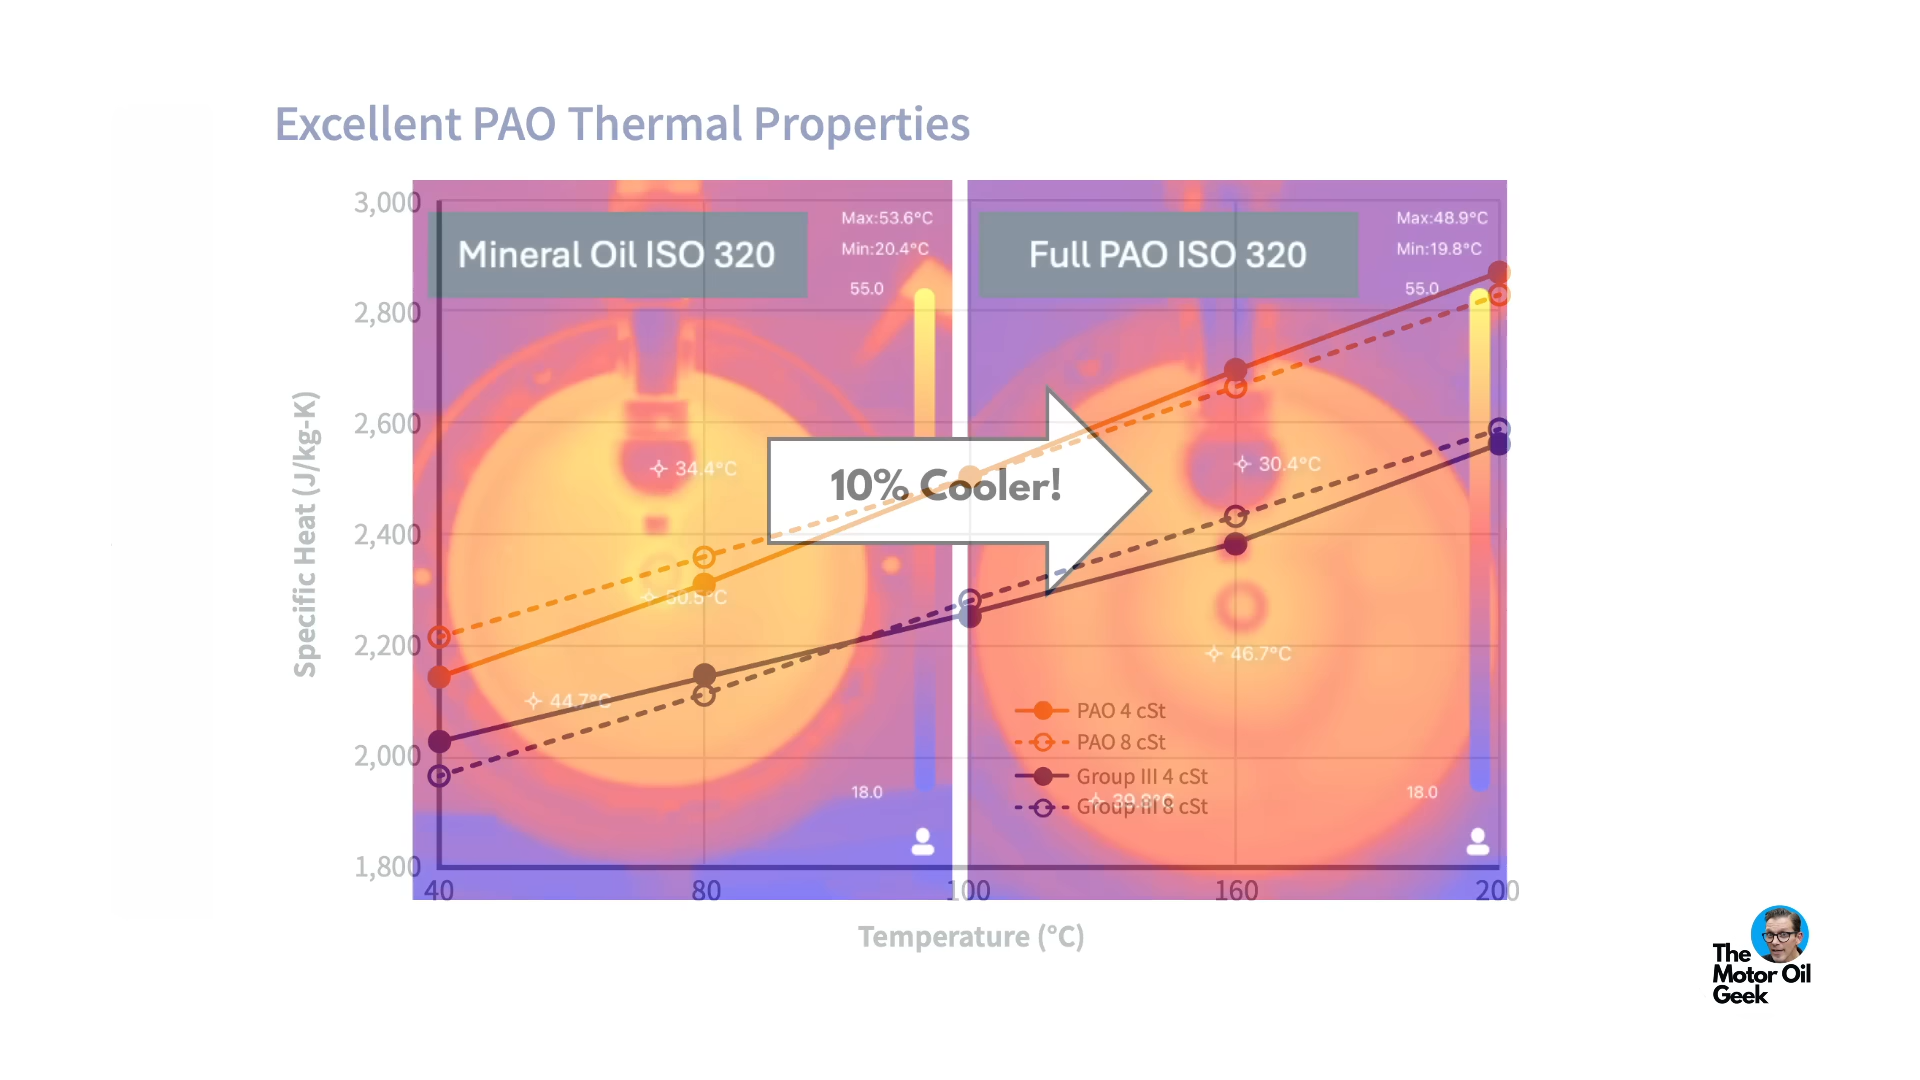 Excellent PAO Thermal Properties
3,000
2,800
2,600
2,400
2,200
2,000
1,800
Specific Heat (J/kg-K)
Mineral Oil ISO 320
Max:53.6°C
Min:20.4°C
55.0
34.4°C
50.5°C
44.7°C
18.0
10% Cooler!
Full PAO ISO 320
Max:48.9°C
Min:19.8°C
55.0
30.4°C
46.7°C
PAO 4 cSt
PAO 8 cSt
Group III 4 cSt
Group III 8 cSt
18.0
40 80 100 160 200
Temperature (°C)
The
Motor Oil
Geek